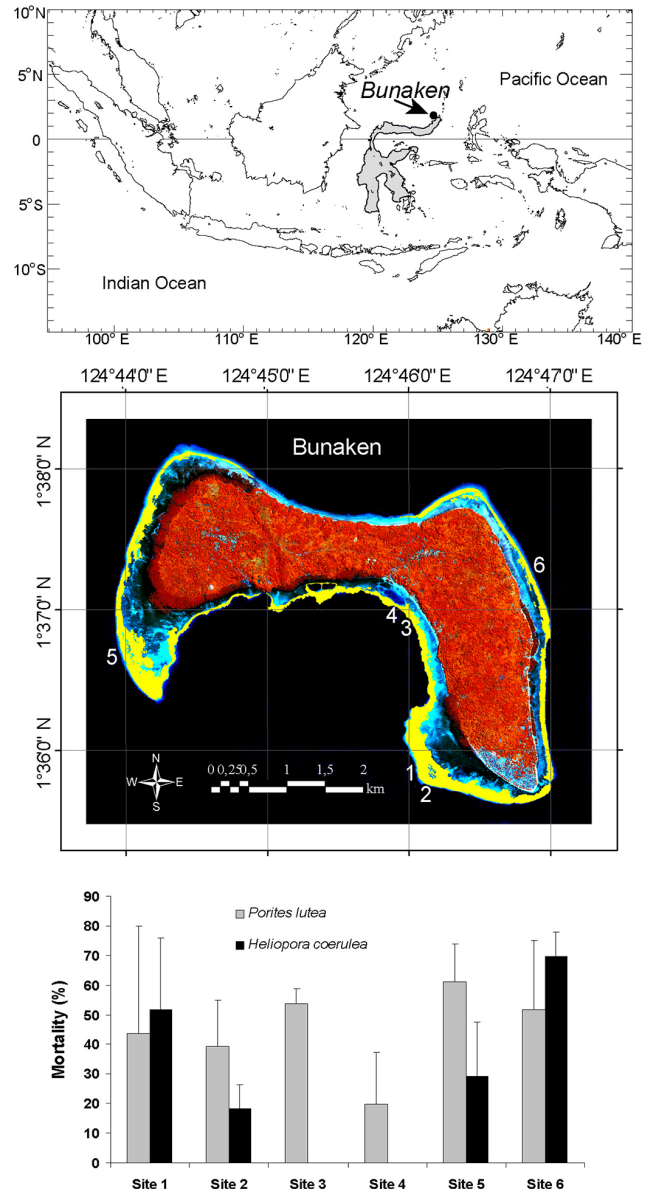 10°N
5°N
0
5°S
10°S
Bunaken
Pacific Ocean
Indian Ocean
100° E
110° E
120°E
130° E
140° E
124°44'0" E
124°45'0" E
124°46'0" E
124°47'0" E
1°38'0" N
1°37'0" N
1°36'0" N
Bunaken
6
4
3
5
1
2
N
W E
S
0 0,25 0,5 1 1,5 2
km
90
80
70
60
50
40
30
20
10
0
Mortality (%)
Porites lutea
Heliopora coerulea
Site 1 Site 2 Site 3 Site 4 Site 5 Site 6